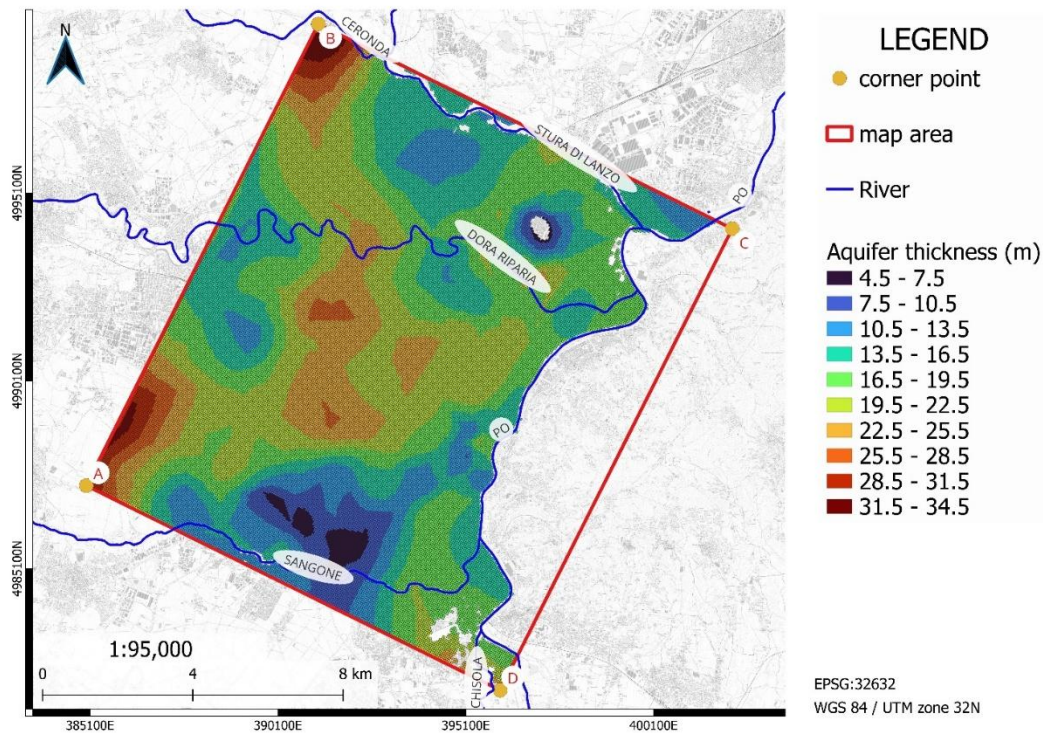 N
B
CERONDA
STURA DI LANZO
PO
C
DORA RIPARIA
PO
A
SANGONE
CHISOLA
D
4995100N
4990100N
4985100N
1:95,000
0 4 8 km
385100E 390100E 395100E 400100E
LEGEND
corner point
map area
River
Aquifer thickness (m)
4.5 - 7.5
7.5 - 10.5
10.5 - 13.5
13.5 - 16.5
16.5 - 19.5
19.5 - 22.5
22.5 - 25.5
25.5 - 28.5
28.5 - 31.5
31.5 - 34.5
EPSG:32632
WGS 84 / UTM zone 32N